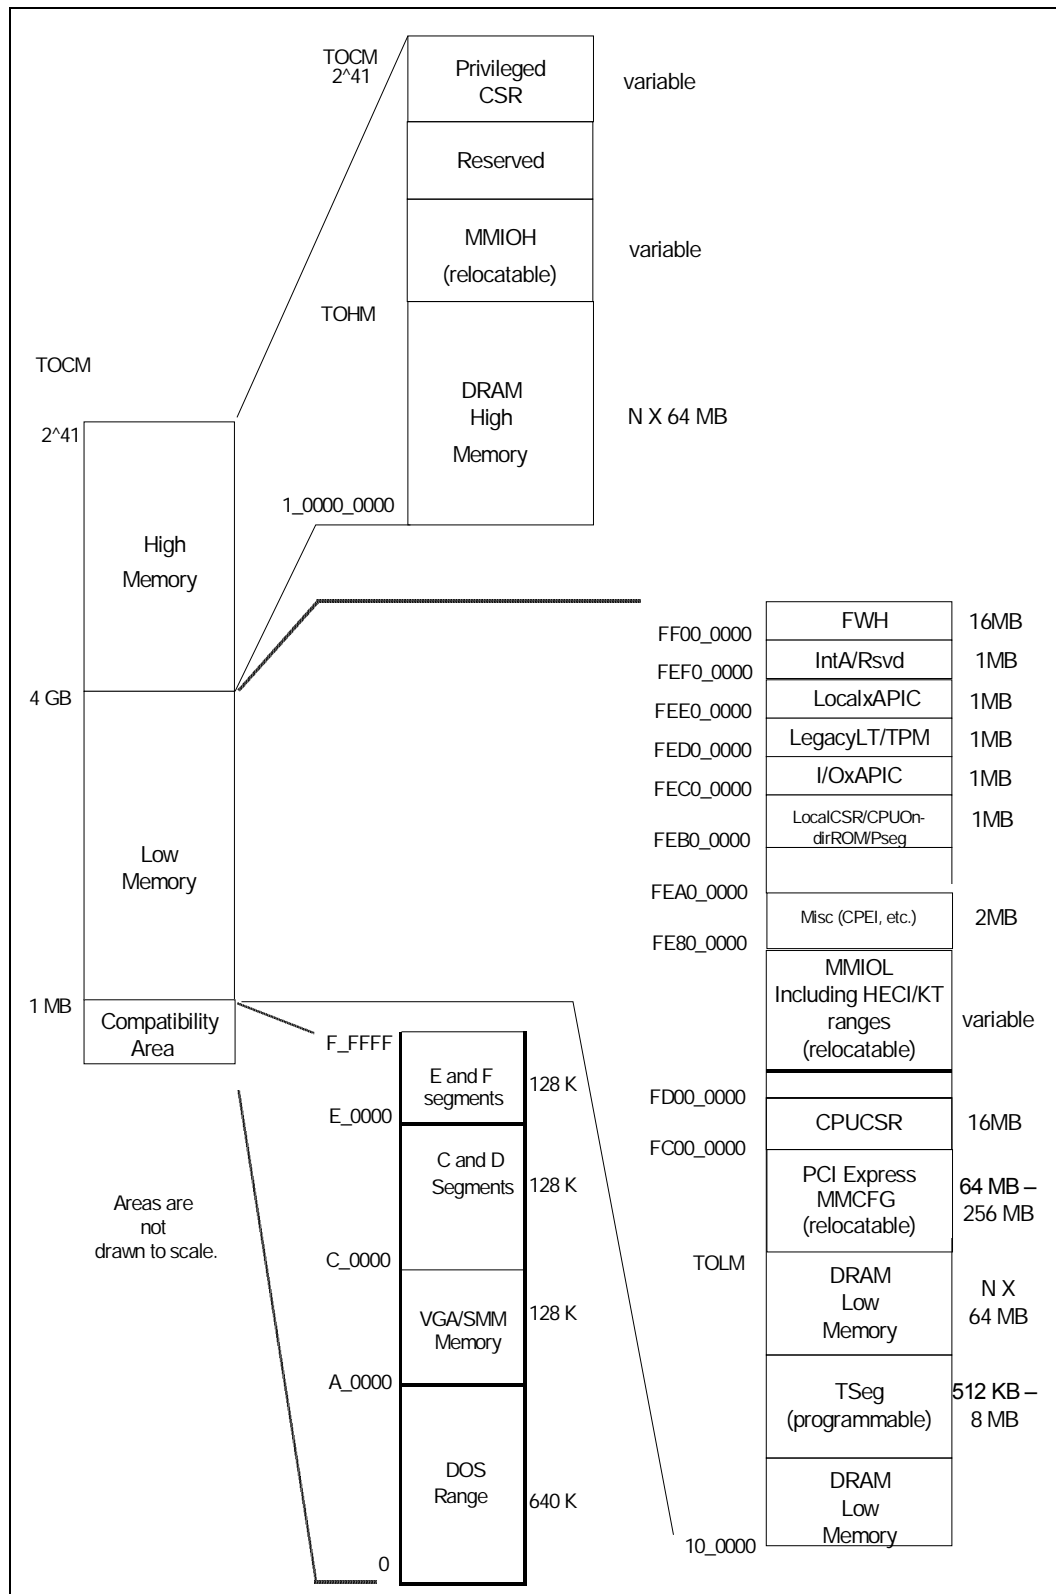 TOCM
2^41
Privileged
CSR
variable
Reserved
MMIOH
(relocatable)
variable
TOHM
DRAM
High
Memory
N X 64 MB
1_0000_0000
TOCM
2^41
High
Memory
4 GB
Low
Memory
1 MB
Compatibility
Area
Areas are
not
drawn to scale.
F_FFFF
E and F
segments
128 K
E_0000
C and D
Segments
128 K
C_0000
VGA/SMM
Memory
128 K
A_0000
DOS
Range
640 K
0
FWH
16MB
FF00_0000
IntA/Rsvd
1MB
FEF0_0000
LocalxAPIC
1MB
FEE0_0000
LegacyLT/TPM
1MB
FED0_0000
I/OxAPIC
1MB
FEC0_0000
LocalCSR/CPUOn-
dirROM/Pseg
1MB
FEB0_0000
FEA0_0000
Misc (CPEI, etc.)
2MB
FE80_0000
MMIOL
Including HECI/KT
ranges
(relocatable)
variable
FD00_0000
CPUCSR
16MB
FC00_0000
PCI Express
MMCFG
(relocatable)
64 MB –
256 MB
TOLM
DRAM
Low
Memory
N X
64 MB
TSeg
(programmable)
512 KB –
8 MB
DRAM
Low
Memory
10_0000